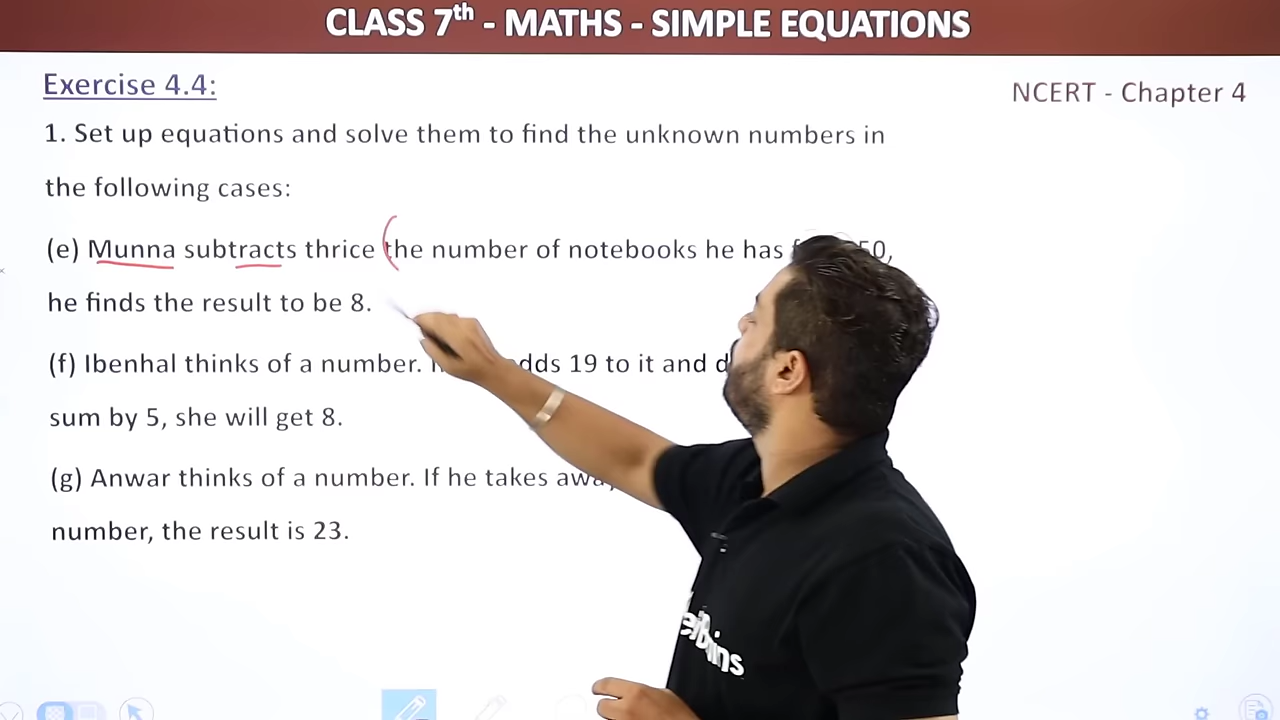 CLASS 7th - MATHS - SIMPLE EQUATIONS
Exercise 4.4:
NCERT - Chapter 4
1. Set up equations and solve them to find the unknown numbers in
the following cases:
(e) Munna subtracts thrice the number of notebooks he has 50,
he finds the result to be 8.
(f) Ibenhal thinks of a number. adds 19 to it and
sum by 5, she will get 8.
(g) Anwar thinks of a number. If he takes
number, the result is 23.